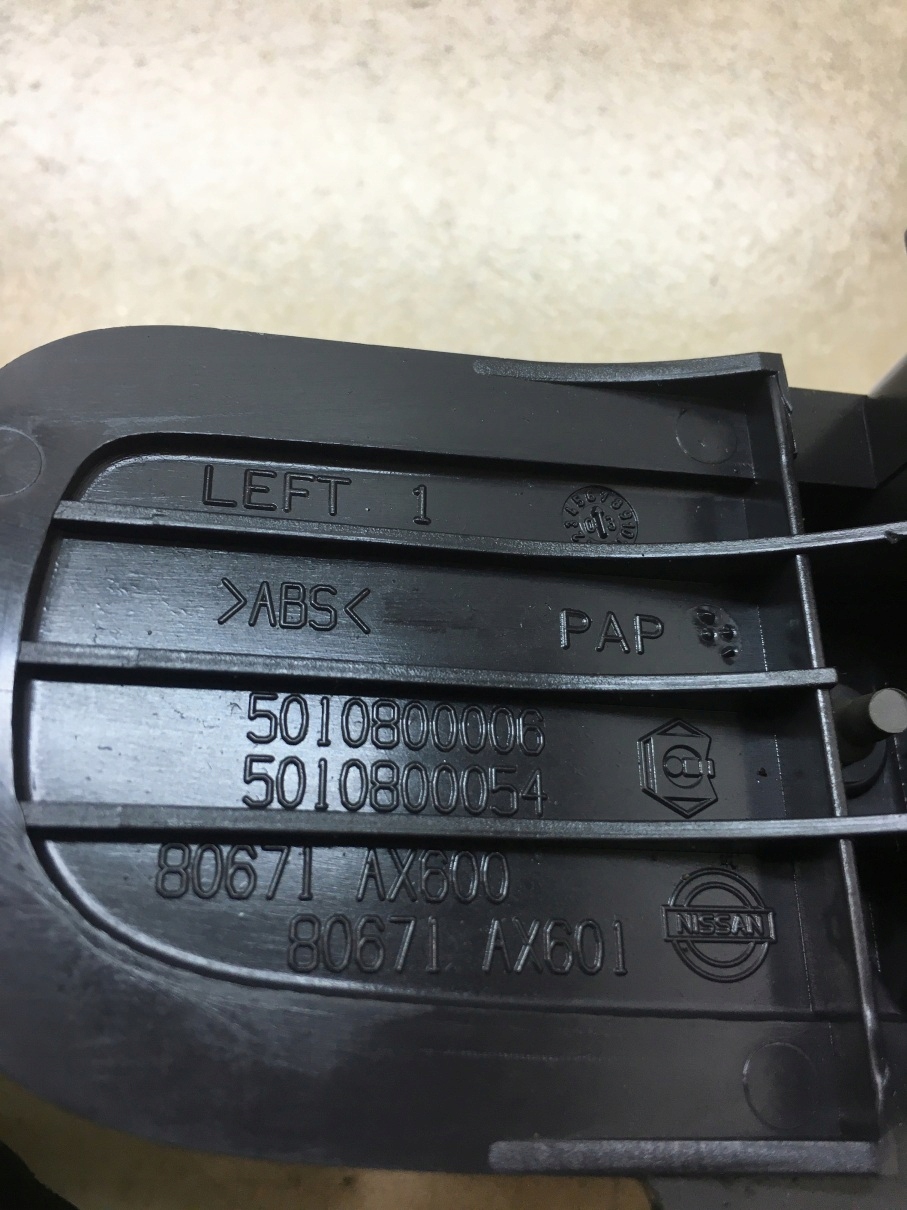 LEFT 1
>ABS<
PAP
5010800006
5010800054
80671 AX600
80671 AX601
NISSAN